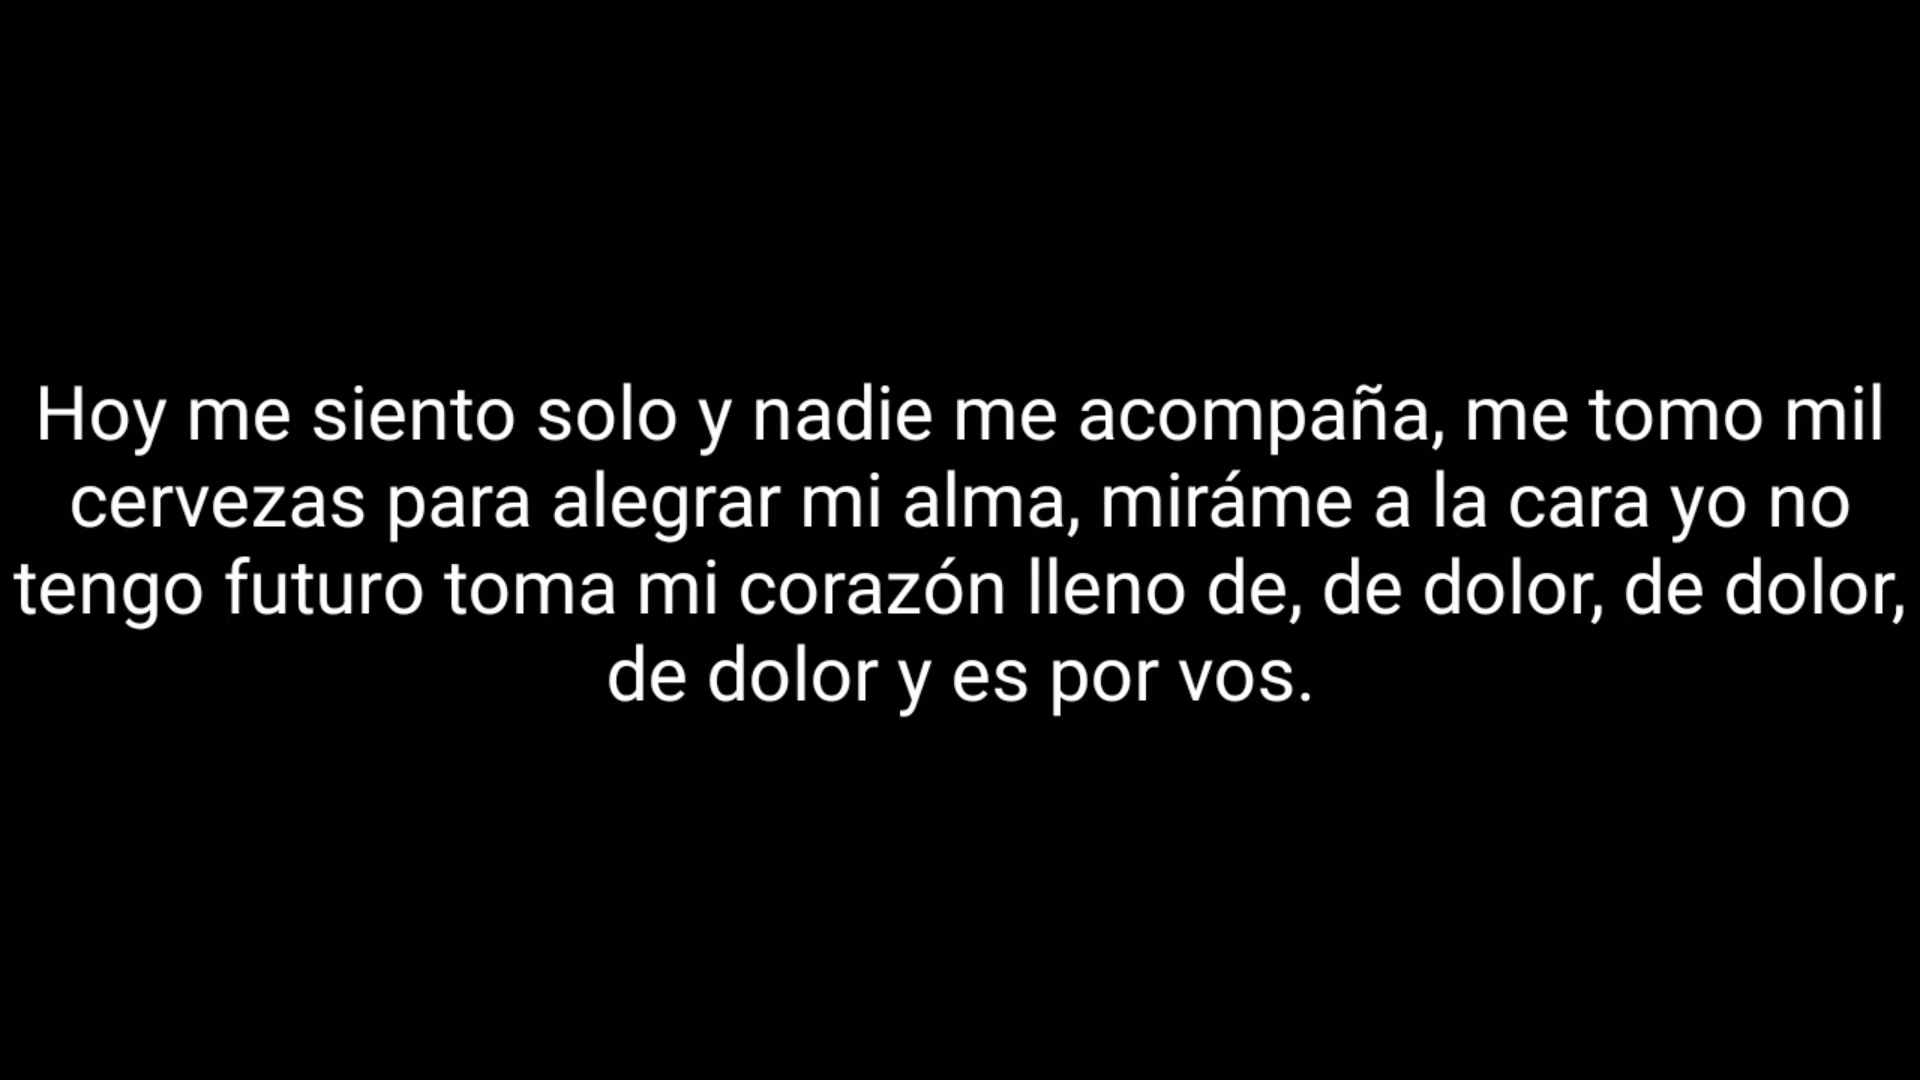 Hoy me siento solo y nadie me acompaña, me tomo mil
cervezas para alegrar mi alma, miráme a la cara yo no
tengo futuro toma mi corazón lleno de, de dolor, de dolor,
de dolor y es por vos.